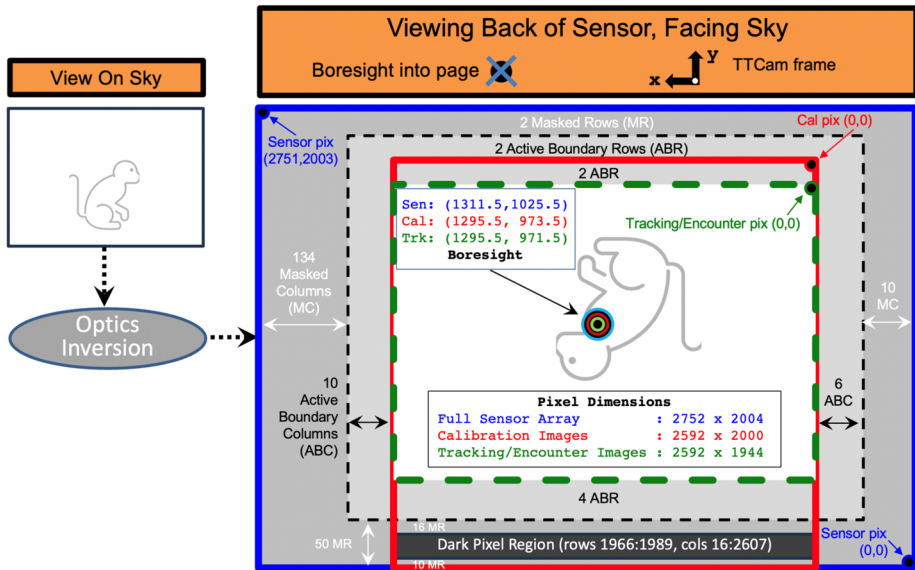 Viewing Back of Sensor, Facing Sky
View On Sky
Boresight into page
y
x
TTCam frame
2 Masked Rows (MR)
Cal pix (0,0)
Sensor pix
(2751,2003)
2 Active Boundary Rows (ABR)
2 ABR
Sen: (1311.5,1025.5)
Cal: (1295.5, 973.5)
Trk: (1295.5, 971.5)
Boresight
Tracking/Encounter pix (0,0)
134
Masked
Columns
(MC)
10
MC
Optics
Inversion
10
Active
Boundary
Columns
(ABC)
6
ABC
Pixel Dimensions
Full Sensor Array : 2752 x 2004
Calibration Images : 2592 x 2000
Tracking/Encounter Images : 2592 x 1944
4 ABR
50 MR
16 MR
Dark Pixel Region (rows 1966:1989, cols 16:2607)
10 MR
Sensor pix
(0,0)